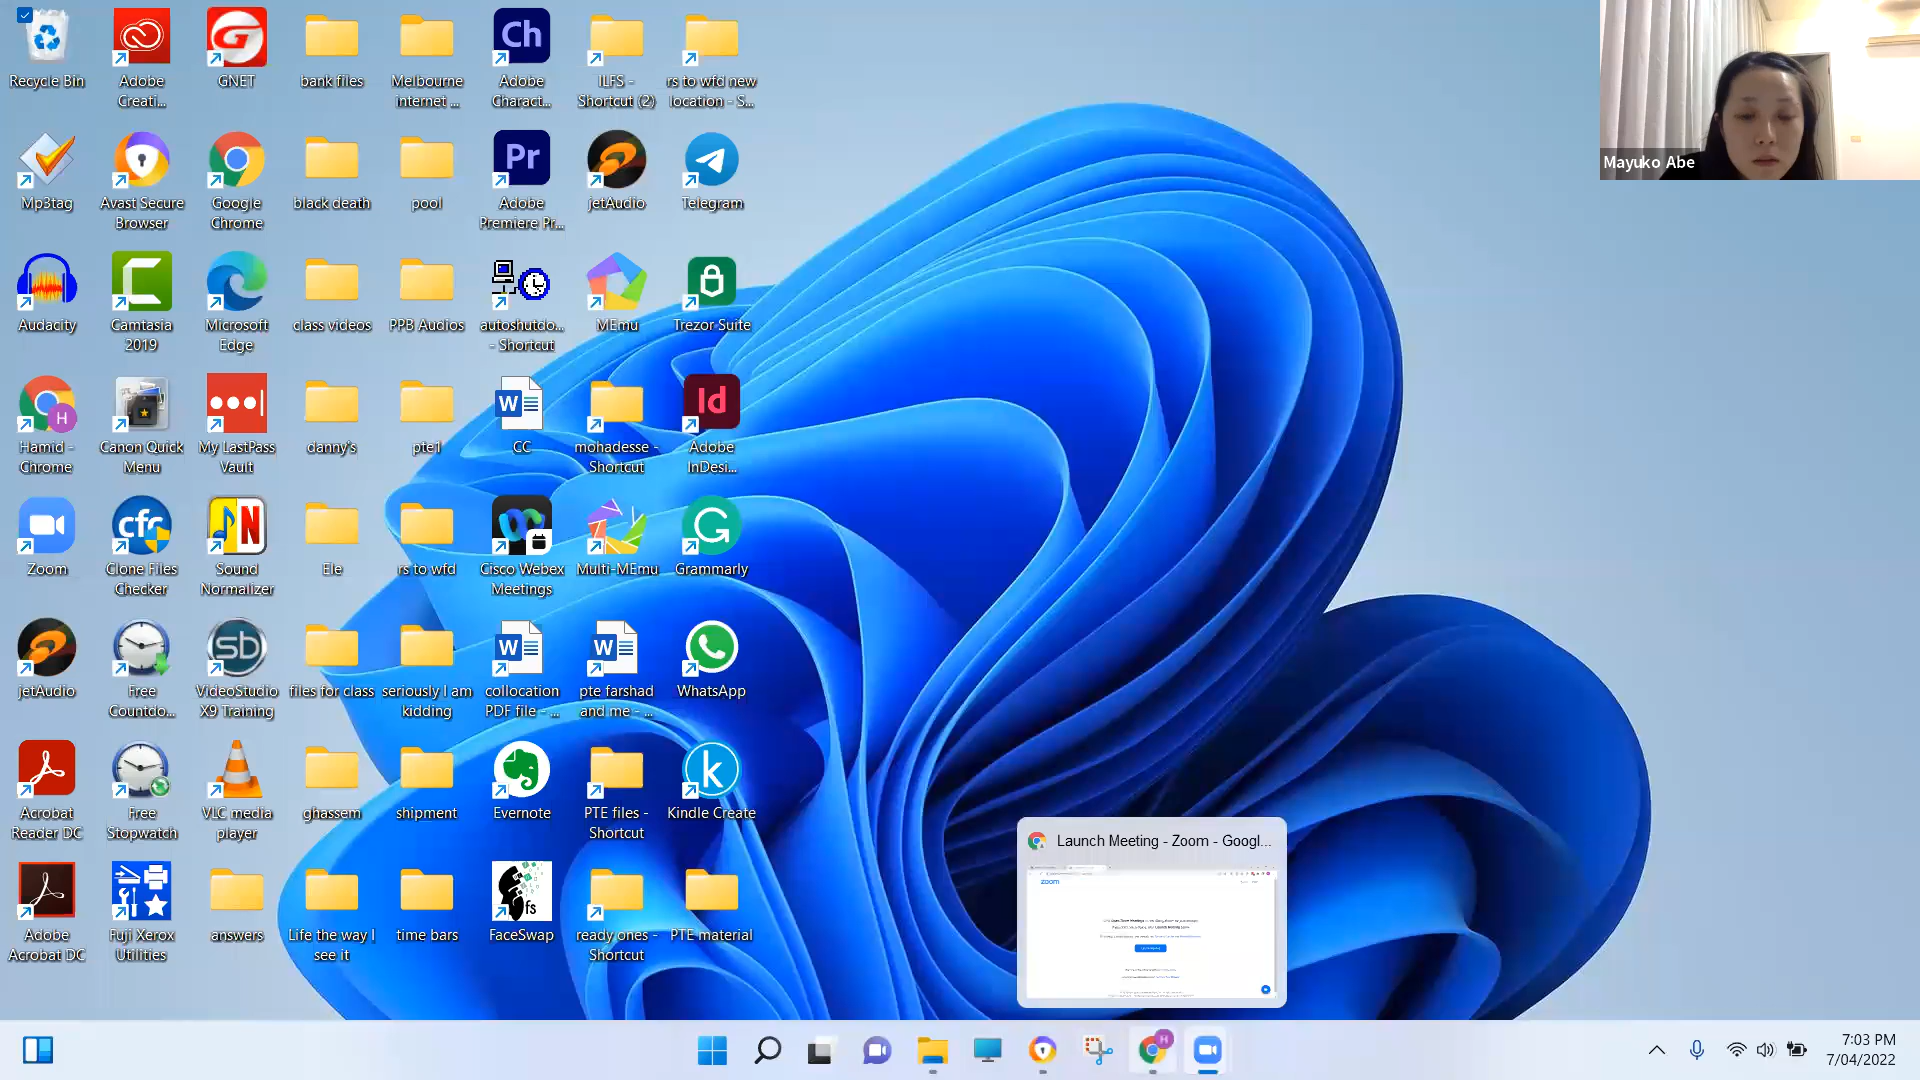 Recycle Bin
Adobe
Creati...
GNET
bank files
Melbourne
internet ...
Ch
Adobe
Charact...
ILFS -
Shortcut (2)
rs to wfd new
location - S...
Mayuko Abe
Mp3tag
Avast Secure
Browser
Google
Chrome
black death
pool
Pr
Adobe
Premiere Pr...
jetAudio
Telegram
Audacity
Camtasia
2019
Microsoft
Edge
class videos
PPB Audios
autoshutdo...
- Shortcut
MEmu
Trezor Suite
H
Hamid -
Chrome
Canon Quick
Menu
My LastPass
Vault
danny's
pte1
W
CC
mohadesse -
Shortcut
Id
Adobe
InDesi...
Zoom
cfc
Clone Files
Checker
N
Sound
Normalizer
Ele
rs to wfd
Cisco Webex
Meetings
Multi-MEmu
G
Grammarly
jetAudio
Free
Countdo...
sb
VideoStudio
X9 Training
files for class
seriously I am
kidding
W
collocation
PDF file - ...
W
pte farshad
and me - ...
WhatsApp
Acrobat
Reader DC
Free
Stopwatch
VLC media
player
ghassem
shipment
Evernote
PTE files -
Shortcut
k
Kindle Create
Launch Meeting - Zoom - Googl...
zoom
Adobe
Acrobat DC
Fuji Xerox
Utilities
answers
Life the way I
see it
time bars
fs
FaceSwap
ready ones -
Shortcut
PTE material
H
7:03 PM
7/04/2022